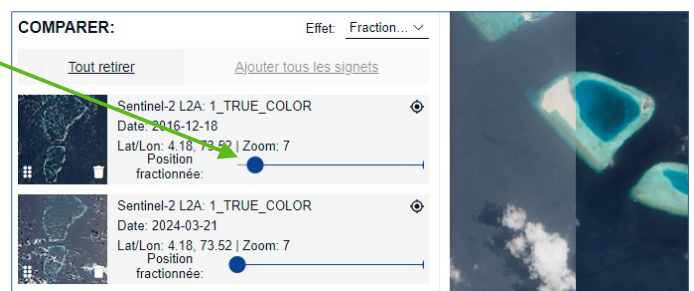 COMPARER:
Effet: Fraction...
Tout retirer
Ajouter tous les signets
Sentinel-2 L2A: 1_TRUE_COLOR
Date: 2016-12-18
Lat/Lon: 4.18, 73.52 | Zoom: 7
Position
fractionnée:
Sentinel-2 L2A: 1_TRUE_COLOR
Date: 2024-03-21
Lat/Lon: 4.18, 73.52 | Zoom: 7
Position
fractionnée: